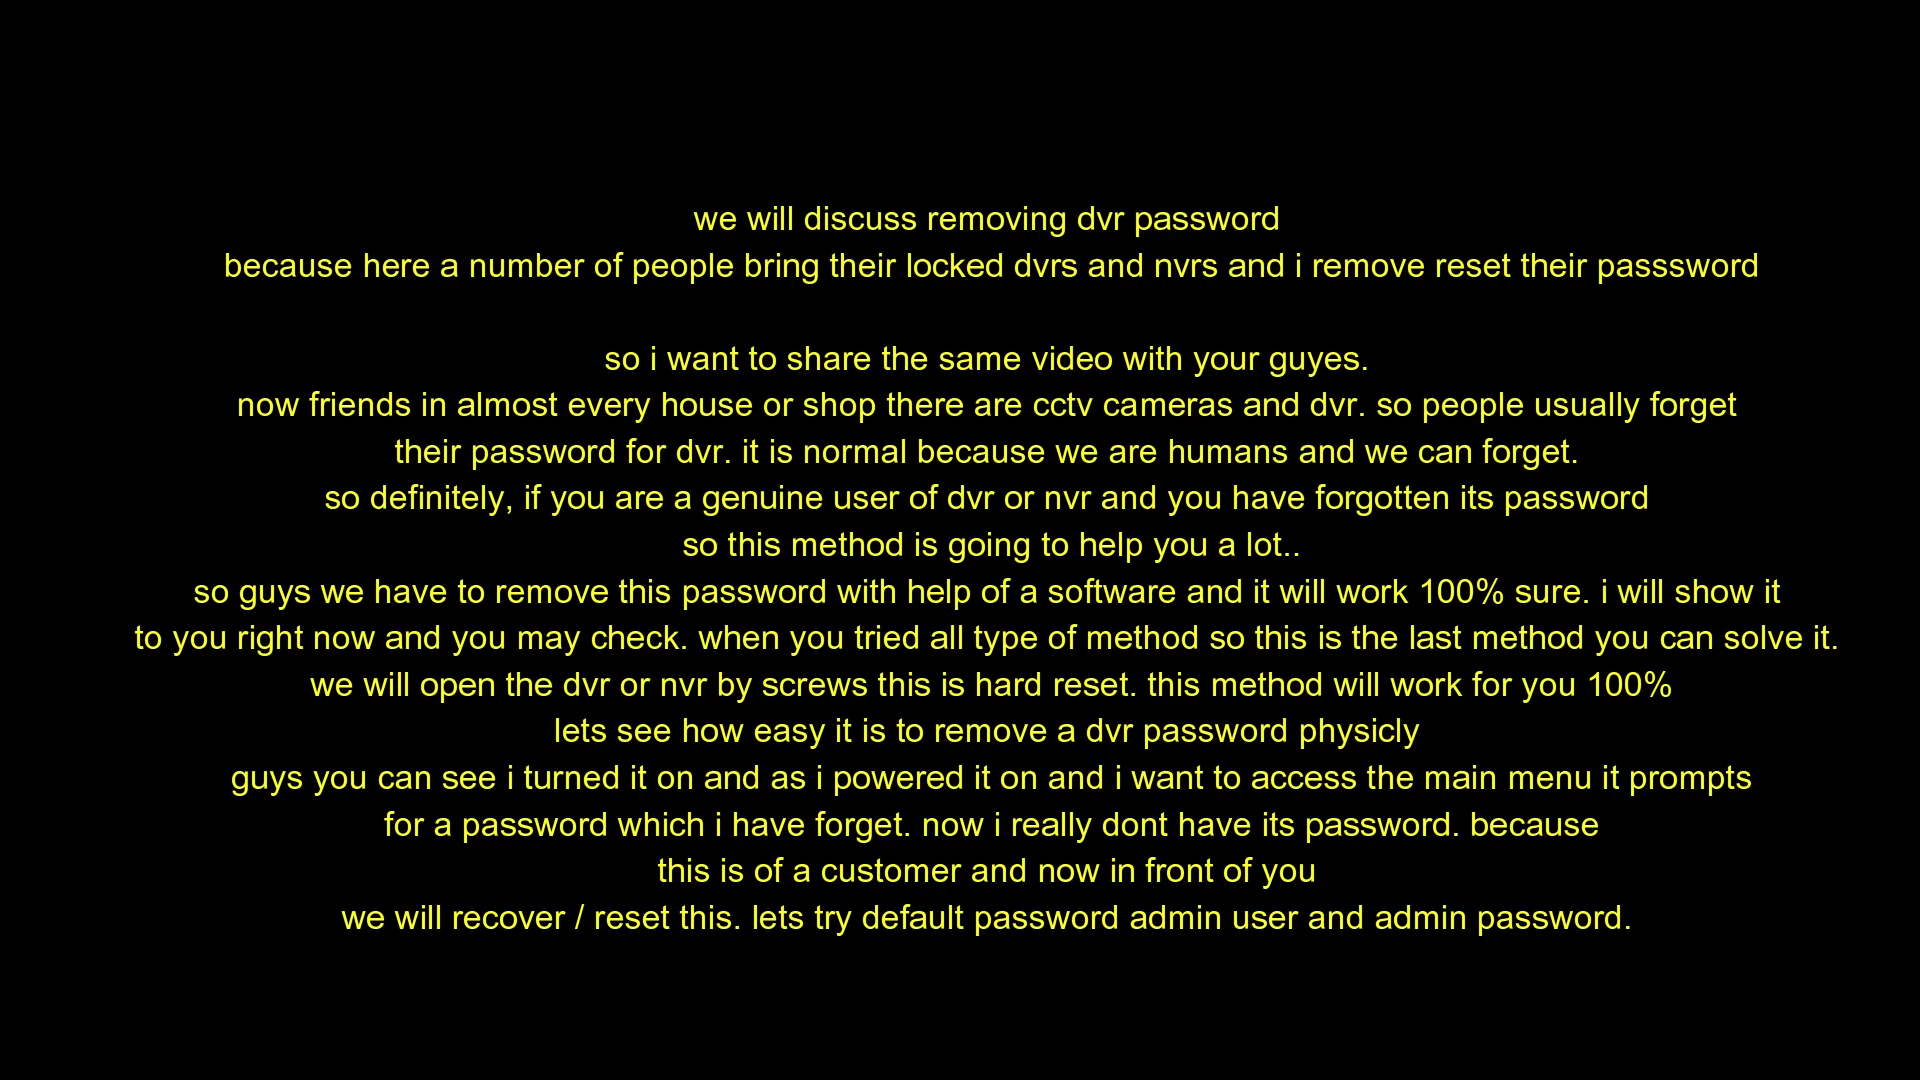 we will discuss removing dvr password
because here a number of people bring their locked dvrs and nvrs and i remove reset their passsword
so i want to share the same video with your guyes.
now friends in almost every house or shop there are cctv cameras and dvr. so people usually forget
their password for dvr. it is normal because we are humans and we can forget.
so definitely, if you are a genuine user of dvr or nvr and you have forgotten its password
so this method is going to help you a lot..
so guys we have to remove this password with help of a software and it will work 100% sure. i will show it
to you right now and you may check. when you tried all type of method so this is the last method you can solve it.
we will open the dvr or nvr by screws this is hard reset. this method will work for you 100%
lets see how easy it is to remove a dvr password physicly
guys you can see i turned it on and as i powered it on and i want to access the main menu it prompts
for a password which i have forget. now i really dont have its password. because
this is of a customer and now in front of you
we will recover / reset this. lets try default password admin user and admin password.